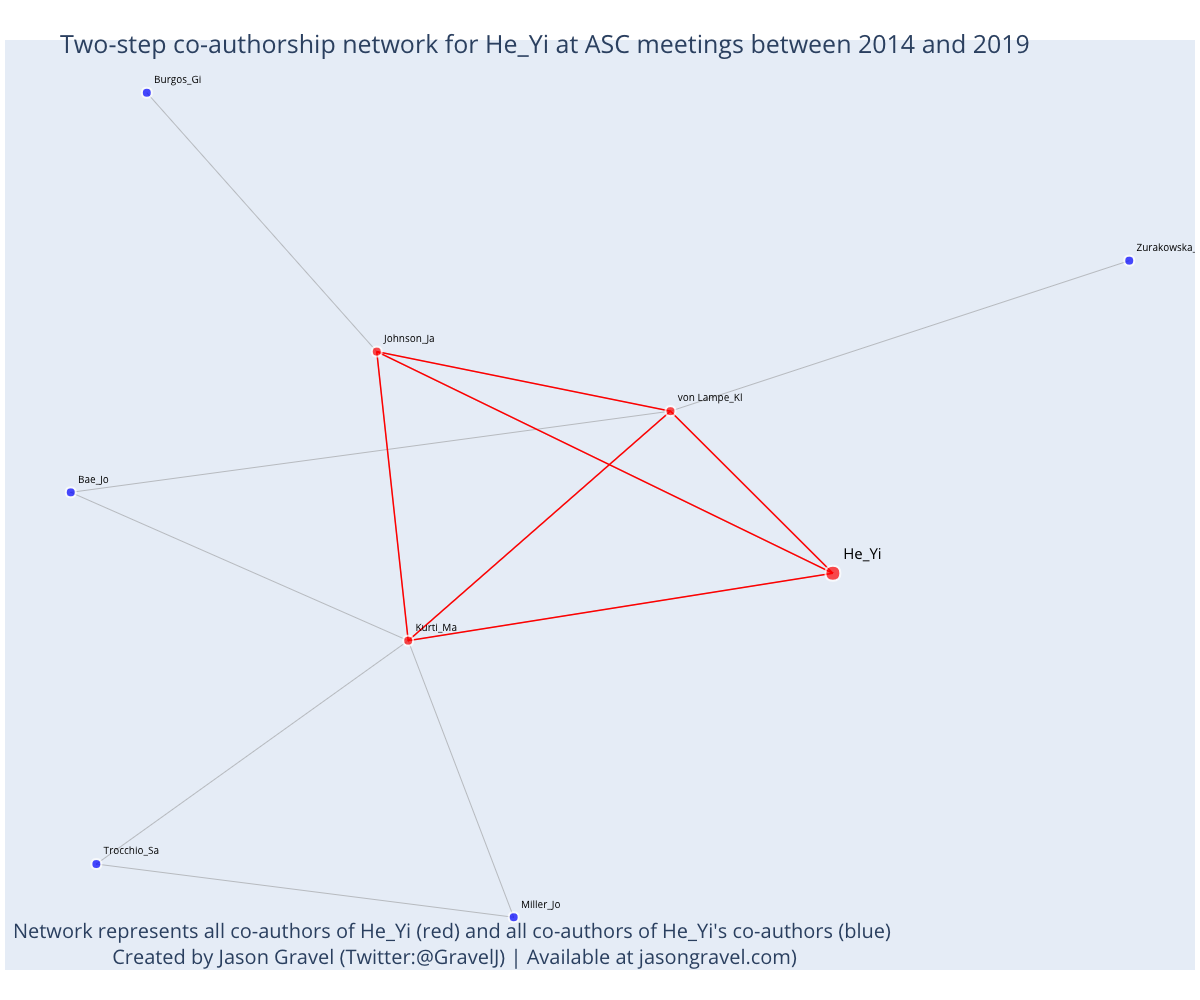 Two-step co-authorship network for He_Yi at ASC meetings between 2014 and 2019
Burgos_Gi
Zurakowska_
Johnson_Ja
von Lampe_Kl
Bae_Jo
He_Yi
Kurti_Ma
Trocchio_Sa
Miller_Jo
Network represents all co-authors of He_Yi (red) and all co-authors of He_Yi's co-authors (blue)
Created by Jason Gravel (Twitter:@GravelJ) | Available at jasongravel.com)